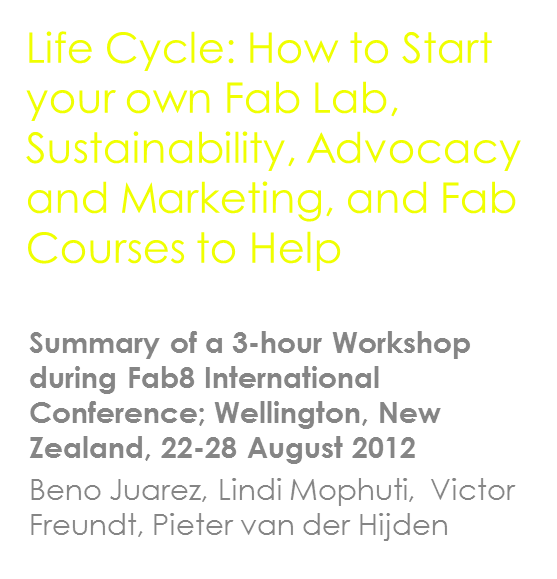 Life Cycle: How to Start
your own Fab Lab,
Sustainability, Advocacy
and Marketing, and Fab
Courses to Help
Summary of a 3-hour Workshop
during Fab8 International
Conference; Wellington, New
Zealand, 22-28 August 2012
Beno Juarez, Lindi Mophuti,  Victor
Freundt, Pieter van der Hijden